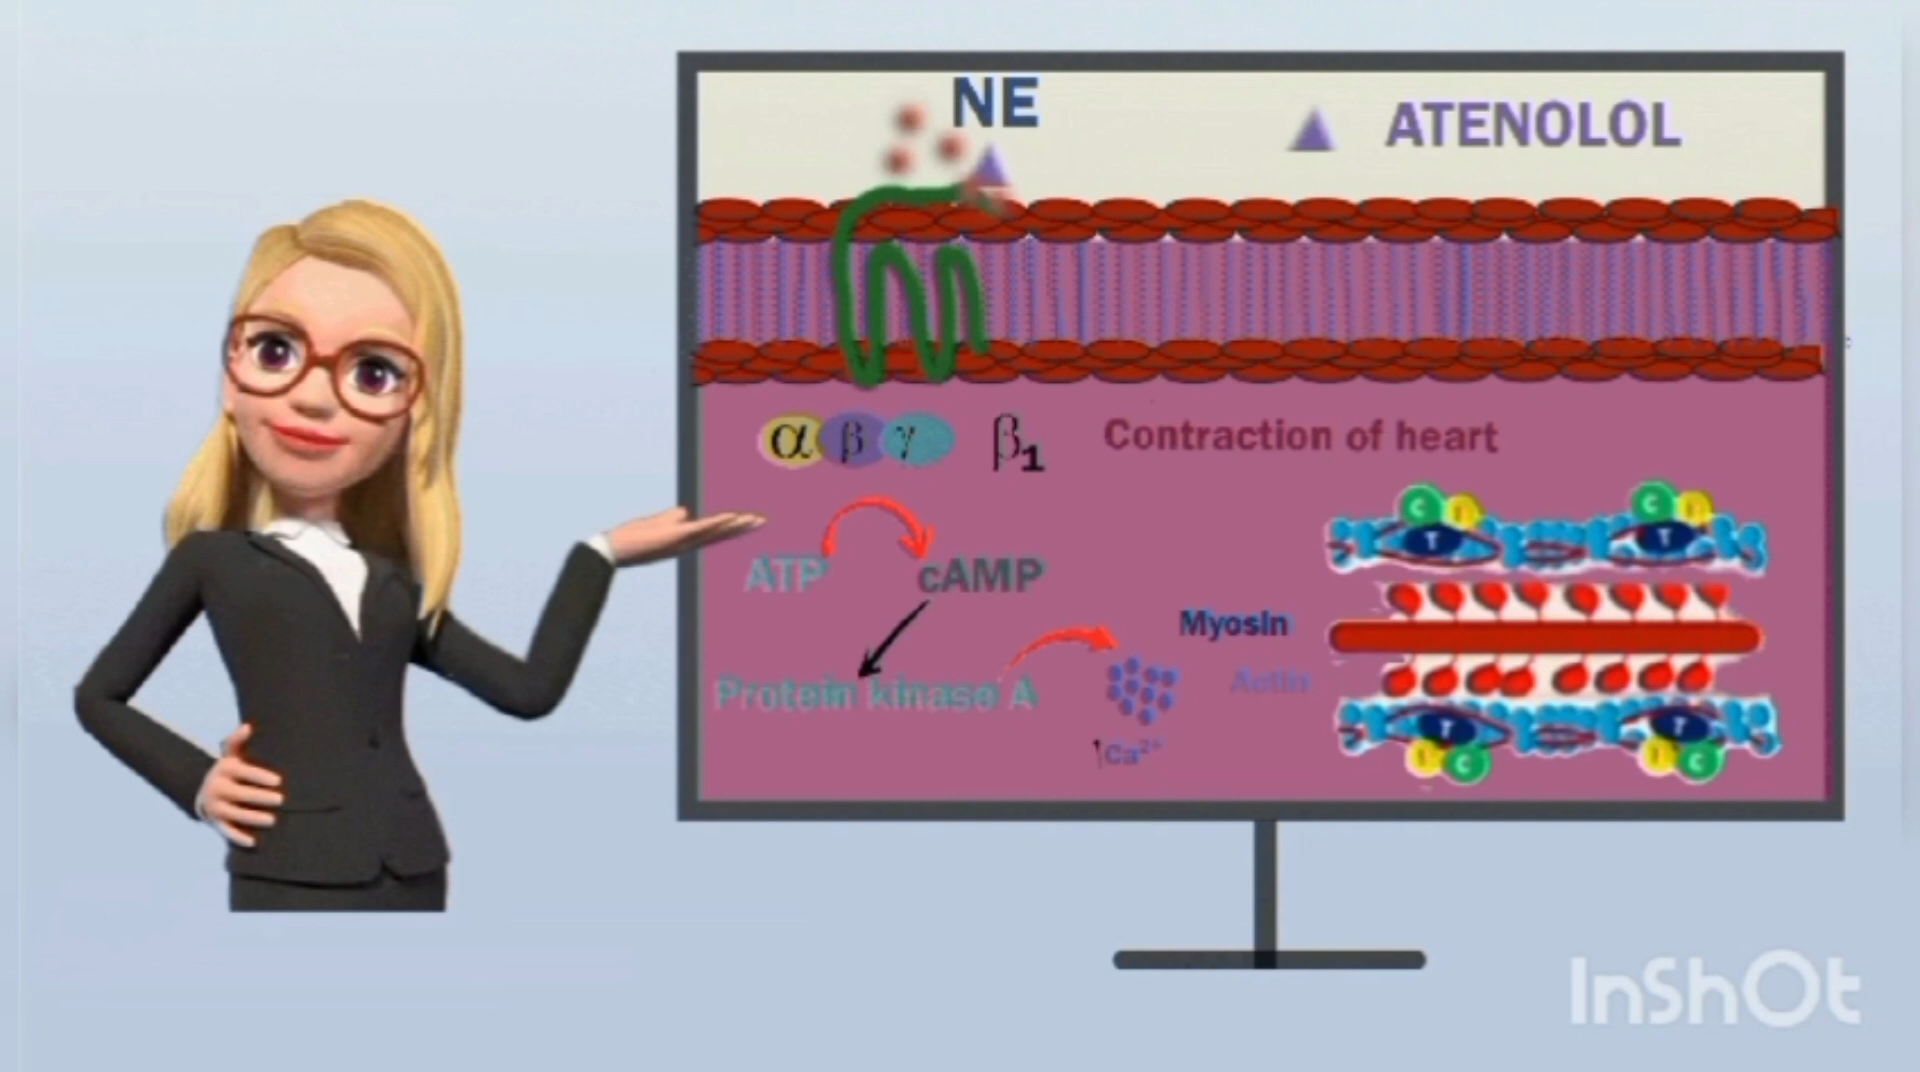 NE
ATENOLOL
α β γ
β1
Contraction of heart
ATP
cAMP
Myosin
Protein kinase A
Actin
↑Ca²⁺
C I
T
C I
T
T
I C
T
I C
InShOt